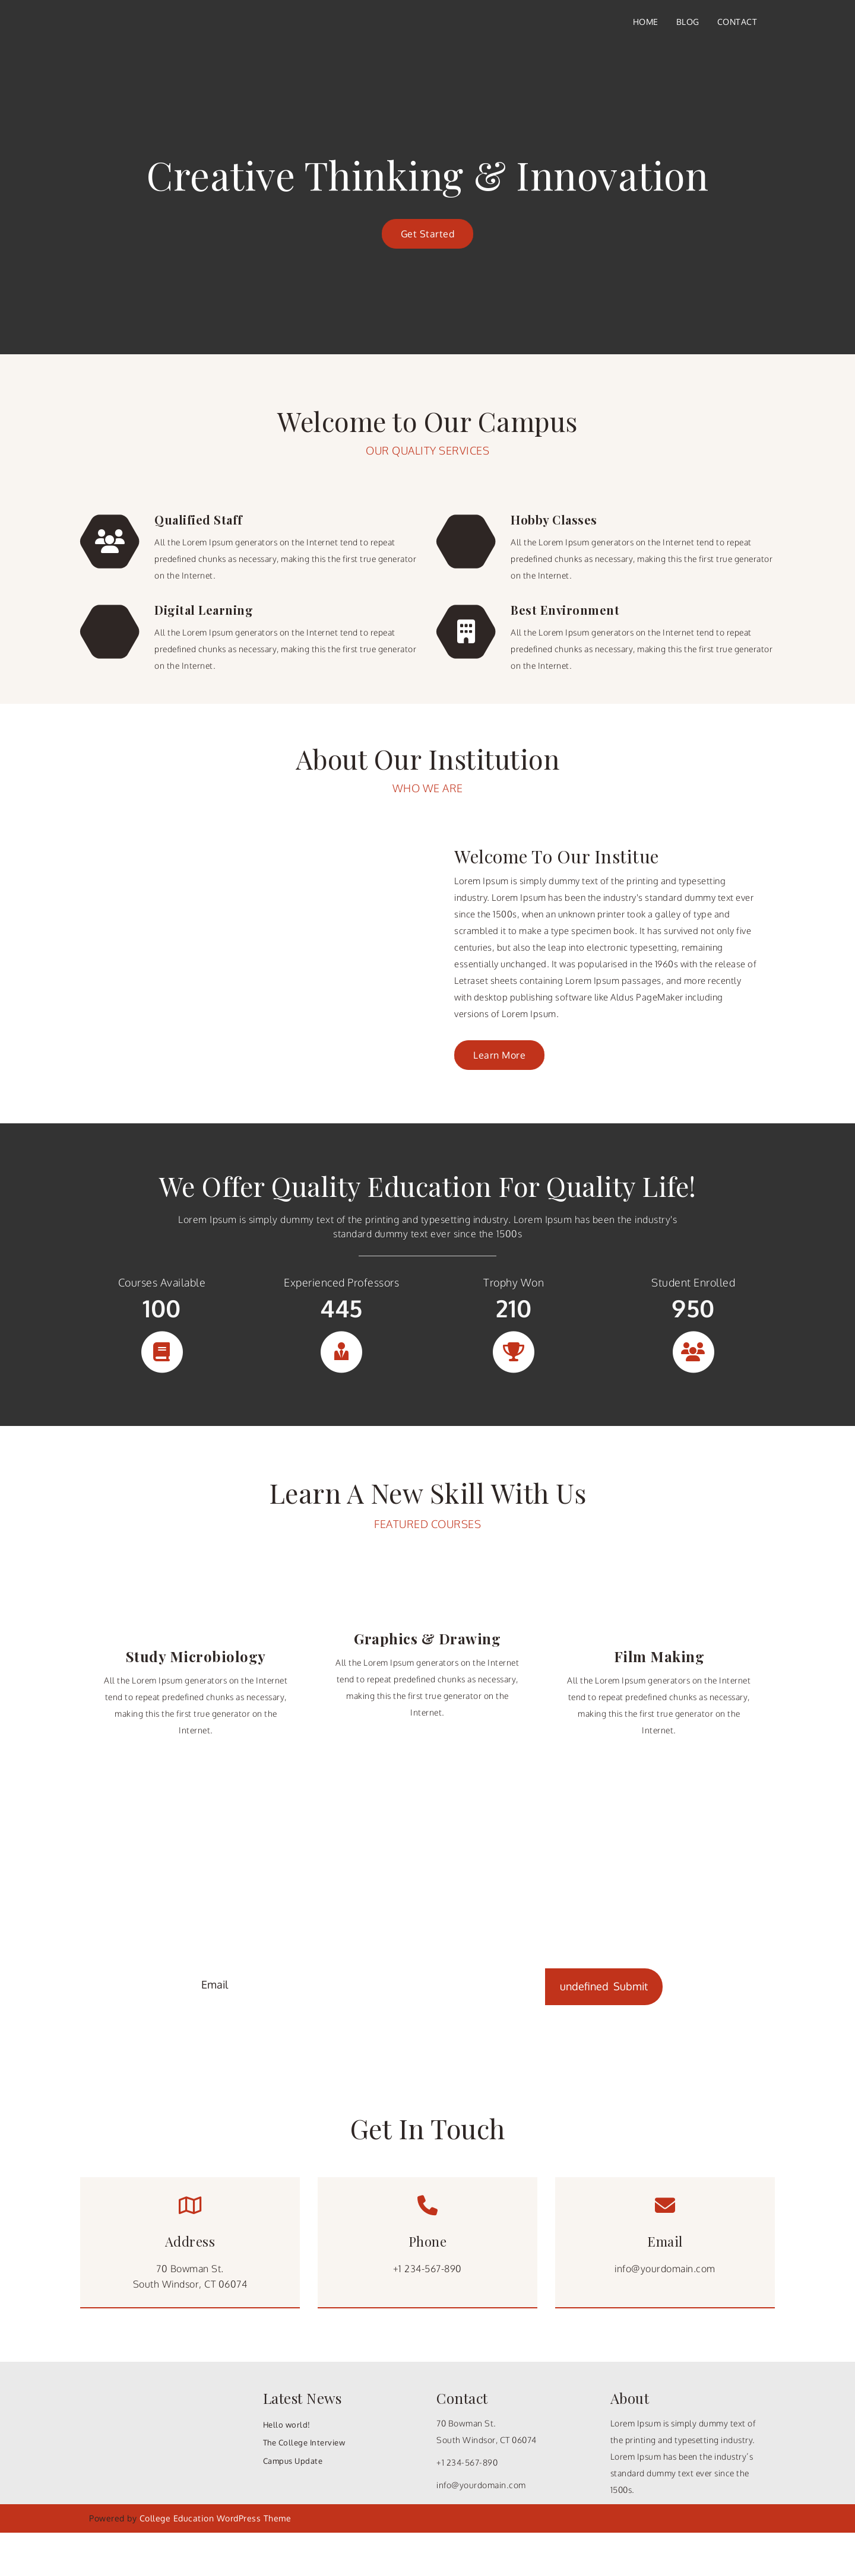 HOME BLOG CONTACT
Creative Thinking & Innovation
Get Started
Welcome to Our Campus
OUR QUALITY SERVICES
Qualified Staff
All the Lorem Ipsum generators on the Internet tend to repeat
predefined chunks as necessary, making this the first true generator
on the Internet.
Hobby Classes
All the Lorem Ipsum generators on the Internet tend to repeat
predefined chunks as necessary, making this the first true generator
on the Internet.
Digital Learning
All the Lorem Ipsum generators on the Internet tend to repeat
predefined chunks as necessary, making this the first true generator
on the Internet.
Best Environment
All the Lorem Ipsum generators on the Internet tend to repeat
predefined chunks as necessary, making this the first true generator
on the Internet.
About Our Institution
WHO WE ARE
Welcome To Our Institue
Lorem Ipsum is simply dummy text of the printing and typesetting
industry. Lorem Ipsum has been the industry's standard dummy text ever
since the 1500s, when an unknown printer took a galley of type and
scrambled it to make a type specimen book. It has survived not only five
centuries, but also the leap into electronic typesetting, remaining
essentially unchanged. It was popularised in the 1960s with the release of
Letraset sheets containing Lorem Ipsum passages, and more recently
with desktop publishing software like Aldus PageMaker including
versions of Lorem Ipsum.
Learn More
We Offer Quality Education For Quality Life!
Lorem Ipsum is simply dummy text of the printing and typesetting industry. Lorem Ipsum has been the industry's
standard dummy text ever since the 1500s
Courses Available
100
Experienced Professors
445
Trophy Won
210
Student Enrolled
950
Learn A New Skill With Us
FEATURED COURSES
Study Microbiology
All the Lorem Ipsum generators on the Internet
tend to repeat predefined chunks as necessary,
making this the first true generator on the
Internet.
Graphics & Drawing
All the Lorem Ipsum generators on the Internet
tend to repeat predefined chunks as necessary,
making this the first true generator on the
Internet.
Film Making
All the Lorem Ipsum generators on the Internet
tend to repeat predefined chunks as necessary,
making this the first true generator on the
Internet.
Email
undefined Submit
Get In Touch
Address
70 Bowman St.
South Windsor, CT 06074
Phone
+1 234-567-890
Email
info@yourdomain.com
Latest News
Hello world!
The College Interview
Campus Update
Contact
70 Bowman St.
South Windsor, CT 06074
+1 234-567-890
info@yourdomain.com
About
Lorem Ipsum is simply dummy text of
the printing and typesetting industry.
Lorem Ipsum has been the industry's
standard dummy text ever since the
1500s.
Powered by College Education WordPress Theme